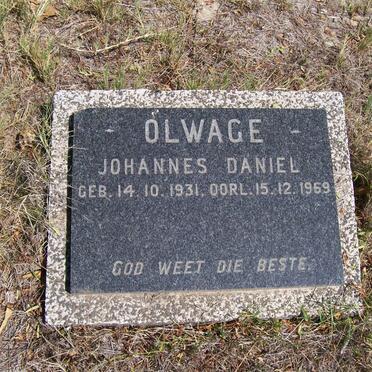 - OLWAGE -
JOHANNES DANIEL
GEB. 14. 10. 1931. OORL. 15. 12. 1969
GOD WEET DIE BESTE.